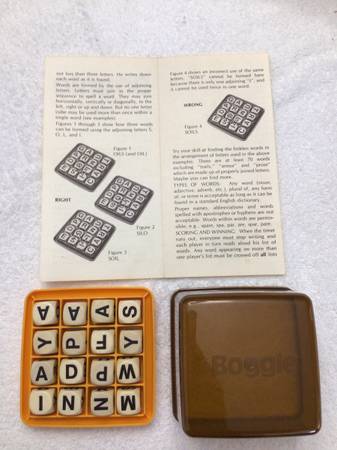 not less than three letters. He writes down
each word as it is found.
Words are formed by the use of adjoining
letters. Letters must join in the proper
sequence to spell a word. They may join
horizontally, vertically or diagonally, to the
left, right or up and down. But no one letter
cube may be used more than once within a
single word (see examples).
Figures 1 through 3 show how three words
can be formed using the adjoining letters S,
O, I, and L.
Figure 1
OILS (and OIL)
RIGHT
Figure 2
SILO
Figure 3
SOIL
Figure 4 shows an incorrect use of the same
letters. "SOILS" cannot be formed here
because there is only one adjoining "S", and
it cannot be used twice in one word.
WRONG
Figure 4
SOILS
Try your skill at finding the hidden words in
the arrangement of letters used in the above
examples. There are at least 70 words
including "nails," "armor" and
which are made up of properly joined letters.
Maybe you can find more.
TYPES OF WORDS: Any word (noun,
adjective, adverb, etc.), plural of any, form
of, or tense is acceptable as long as it can be
found in a standard English dictionary.
Proper names, abbreviations and words
spelled with apostrophes or hyphens are not
acceptable. Words within words are permis-
sible; e.g. spare, spa, par, are, spar, pare.
SCORING AND WINNING: When the timer
runs out, everyone must stop writing and
each player in turn reads aloud his list of
words. Any word appearing on more than
one player's list must be crossed off all lists
Boggle
A A A S
A Y P Y
A D W
I N N M